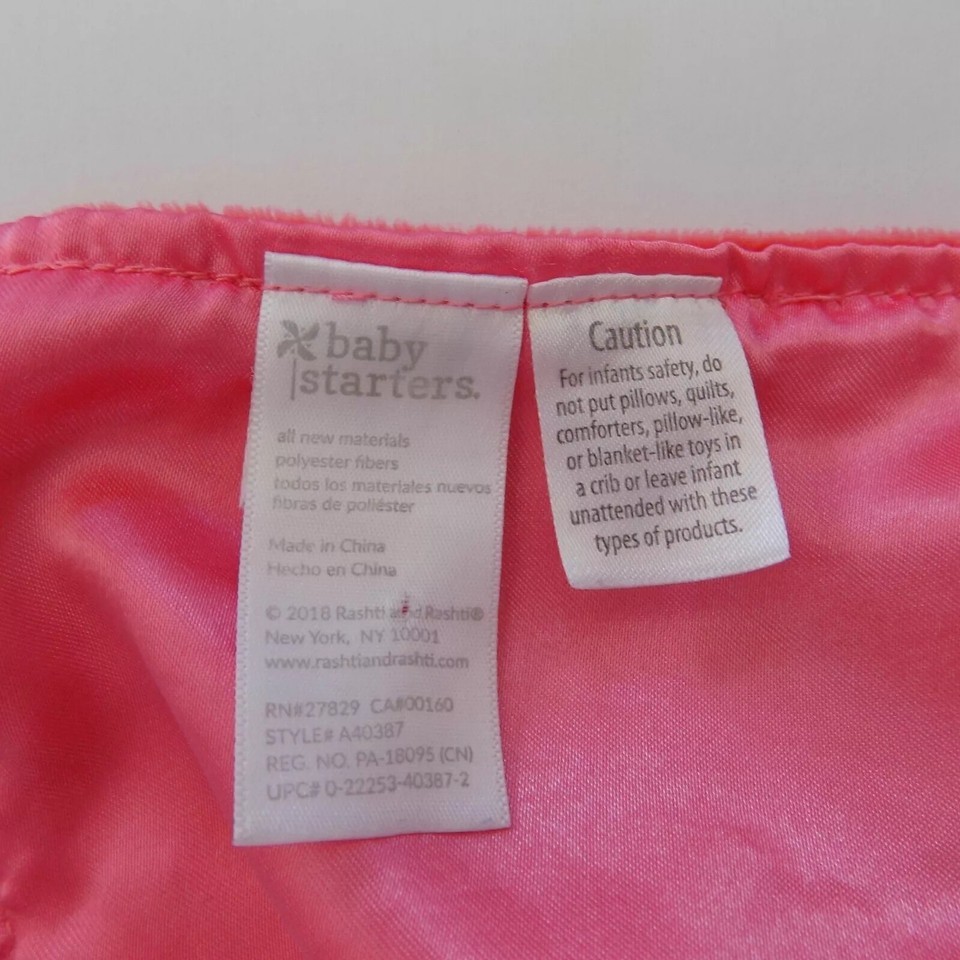 baby
starters.
all new materials
polyester fibers
todos los materiales nuevos
fibras de poliéster
Made in China
Hecho en China
© 2018 Rashti and Rashti®
New York, NY 10001
www.rashtiandrashti.com
RN#27829 CA#00160
STYLE# A40387
REG. NO. PA-18095 (CN)
UPC# 0-22253-40387-2
Caution
For infants safety, do
not put pillows, quilts,
comforters, pillow-like,
or blanket-like toys in
a crib or leave infant
unattended with these
types of products.